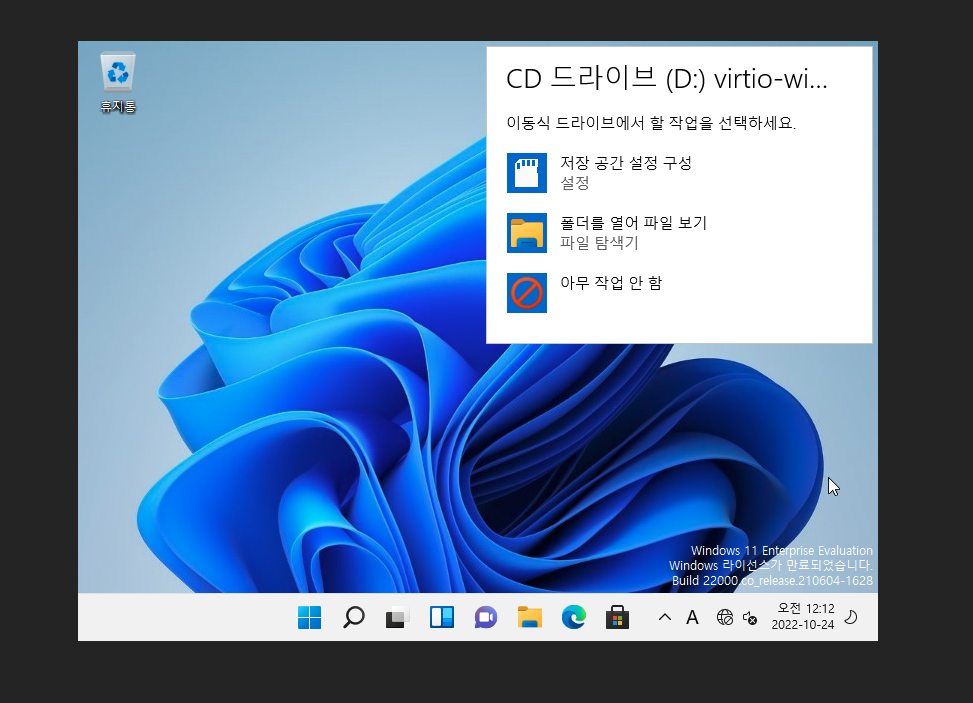 휴지통
CD 드라이브 (D:) virtio-wi...
이동식 드라이브에서 할 작업을 선택하세요.
저장 공간 설정 구성
설정
폴더를 열어 파일 보기
파일 탐색기
아무 작업 안 함
Windows 11 Enterprise Evaluation
Windows 라이선스가 만료되었습니다.
Build 22000.co_release.210604-1628
A
오전 12:12
2022-10-24